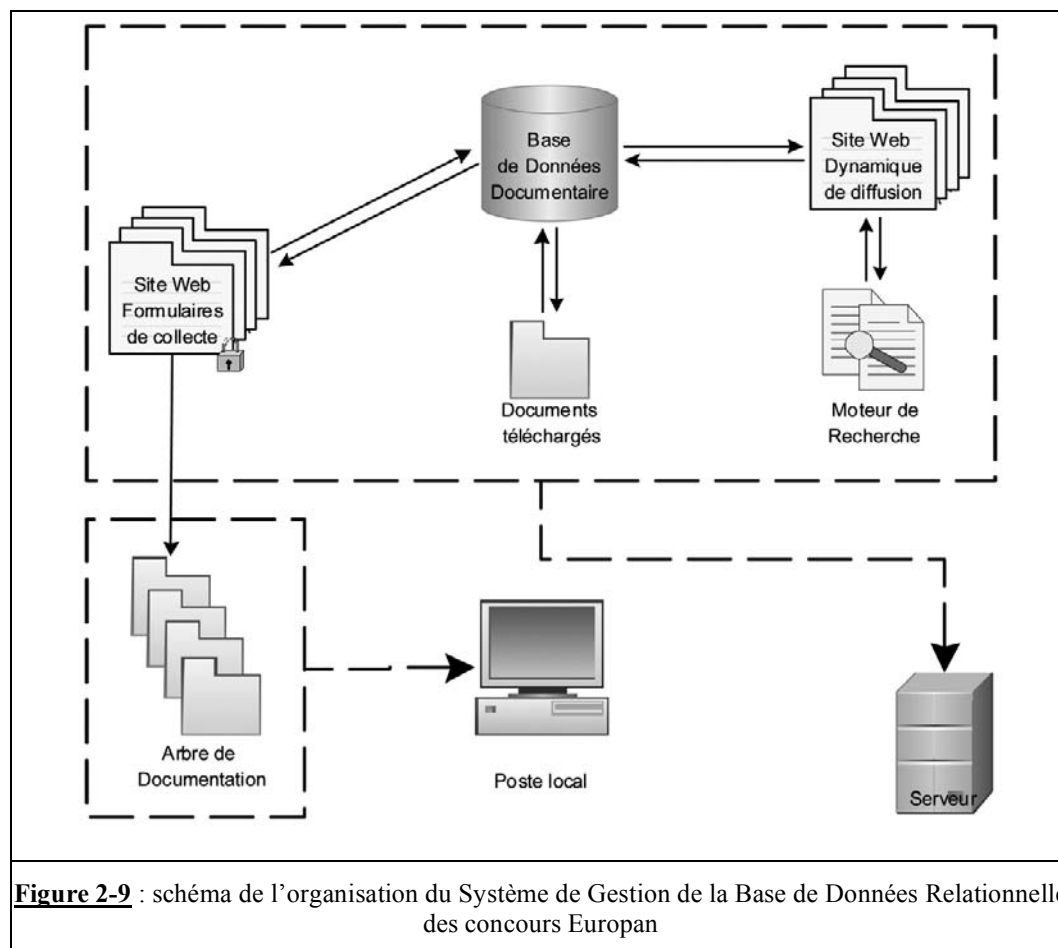 Base
de Données
Documentaire
Site Web
Dynamique
de diffusion
Site Web
Formulaires
de collecte
Documents
téléchargés
Moteur de
Recherche
Arbre de
Documentation
Poste local
Serveur
Figure 2-9 : schéma de l’organisation du Système de Gestion de la Base de Données Relationnelle
des concours Europan